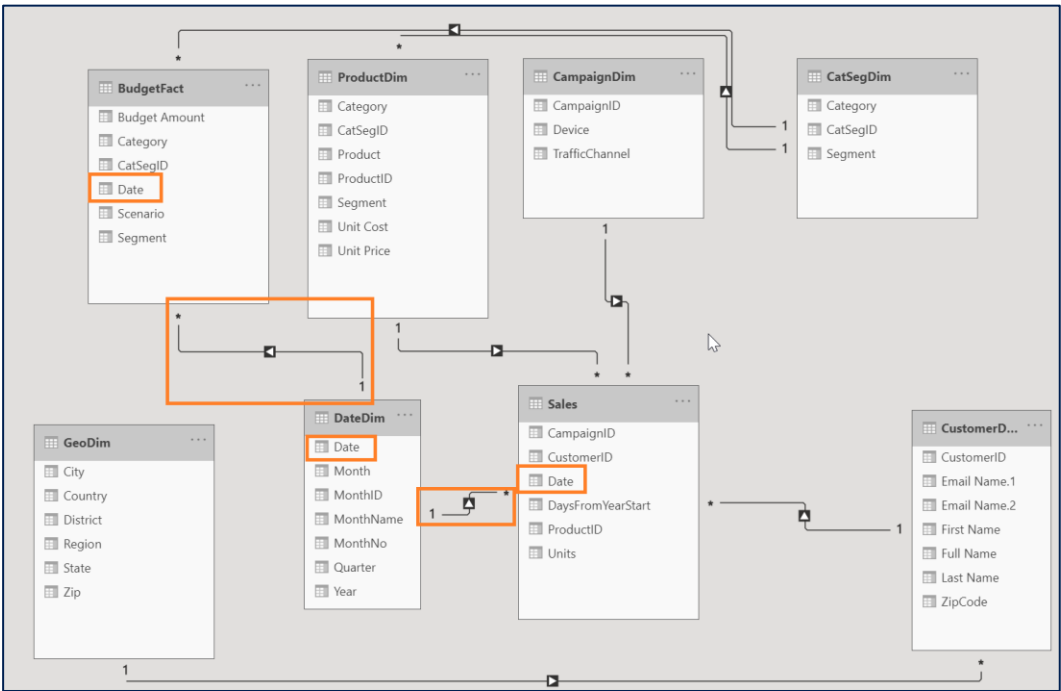 *
BudgetFact ...
Budget Amount
Category
CatSegID
Date
Scenario
Segment
*
*
ProductDim ...
Category
CatSegID
Product
ProductID
Segment
Unit Cost
Unit Price
1
CampaignDim ...
CampaignID
Device
TrafficChannel
1
CatSegDim ...
Category
CatSegID
Segment
1
1
GeoDim ...
City
Country
District
Region
State
Zip
1
1
DateDim ...
Date
Month
MonthID
MonthName
MonthNo
Quarter
Year
1
*
* *
Sales ...
CampaignID
CustomerID
Date
DaysFromYearStart
ProductID
Units
*
1
CustomerD... ...
CustomerID
Email Name.1
Email Name.2
First Name
Full Name
Last Name
ZipCode
*